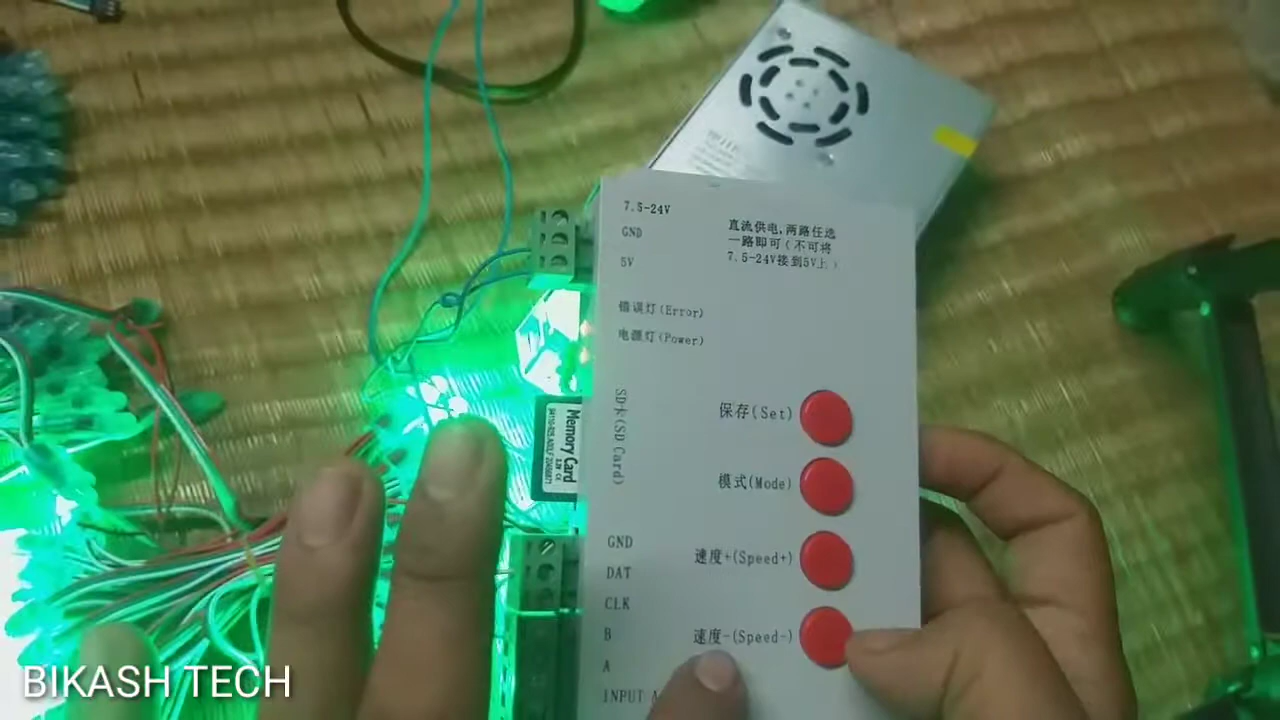 7.5-24V
GND
5V
直流供电,两路任选
一路即可(不可将
7.5-24V接到5V上)
错误灯(Error)
电源灯(Power)
SD卡(SD Card)
Memory Card
保存(Set)
模式(Mode)
速度+(Speed+)
速度-(Speed-)
GND
DAT
CLK
B
A
INPUT A
BIKASH TECH